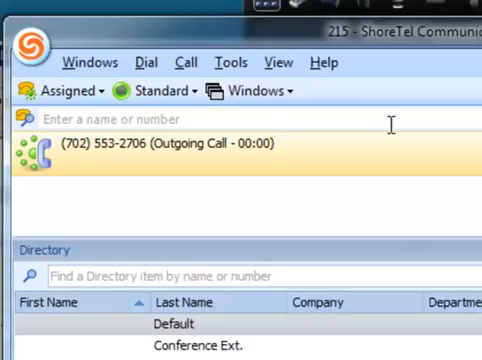 215 - ShoreTel Communic
Windows Dial Call Tools View Help
Assigned Standard Windows
Enter a name or number
(702) 553-2706 (Outgoing Call - 00:00)
Directory
Find a Directory item by name or number
First Name Last Name Company Departme
Default
Conference Ext.